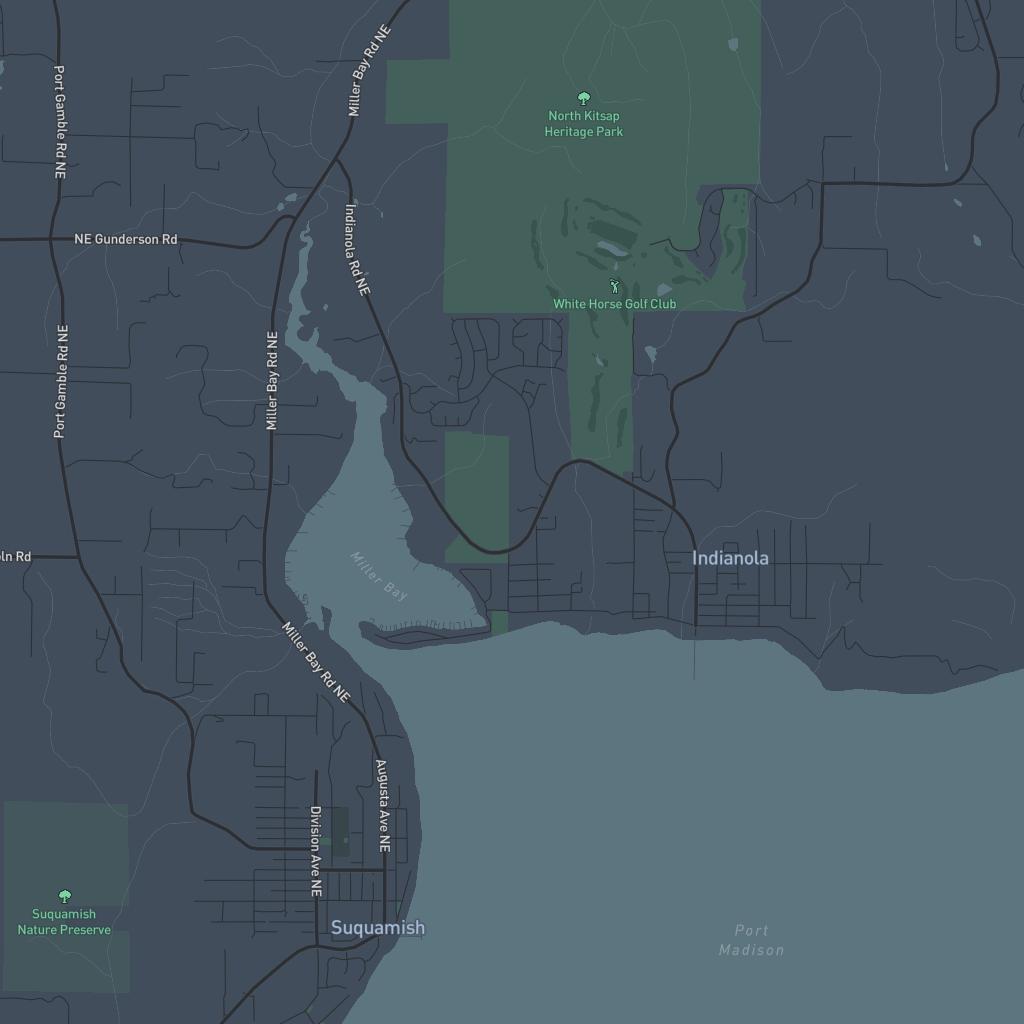 Miller Bay Rd NE
Port Gamble Rd NE
North Kitsap
Heritage Park
NE Gunderson Rd
Indianola Rd NE
White Horse Golf Club
Port Gamble Rd NE
Miller Bay Rd NE
oln Rd
Miller Bay
Indianola
Miller Bay Rd NE
Augusta Ave NE
Division Ave NE
Suquamish
Nature Preserve
Suquamish
Port
Madison